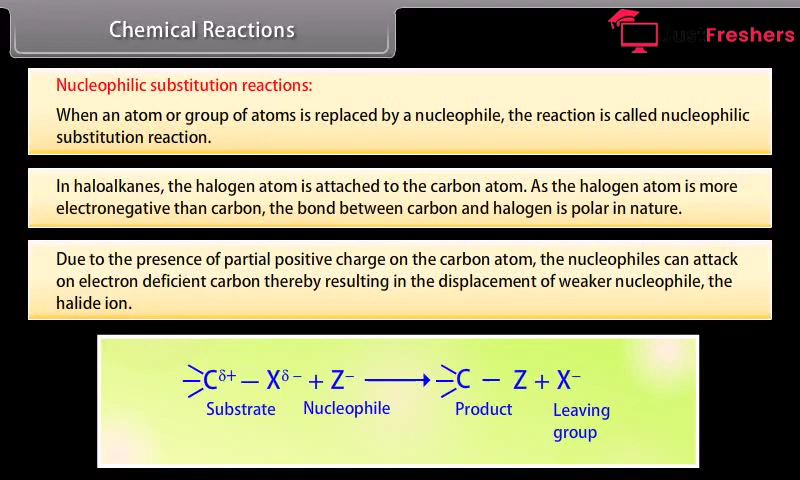 Chemical Reactions
Just Freshers
Nucleophilic substitution reactions:
When an atom or group of atoms is replaced by a nucleophile, the reaction is called nucleophilic
substitution reaction.
In haloalkanes, the halogen atom is attached to the carbon atom. As the halogen atom is more
electronegative than carbon, the bond between carbon and halogen is polar in nature.
Due to the presence of partial positive charge on the carbon atom, the nucleophiles can attack
on electron deficient carbon thereby resulting in the displacement of weaker nucleophile, the
halide ion.
C^δ+ – X^δ– + Z⁻ ⟶ C – Z + X⁻
Substrate Nucleophile Product Leaving
group